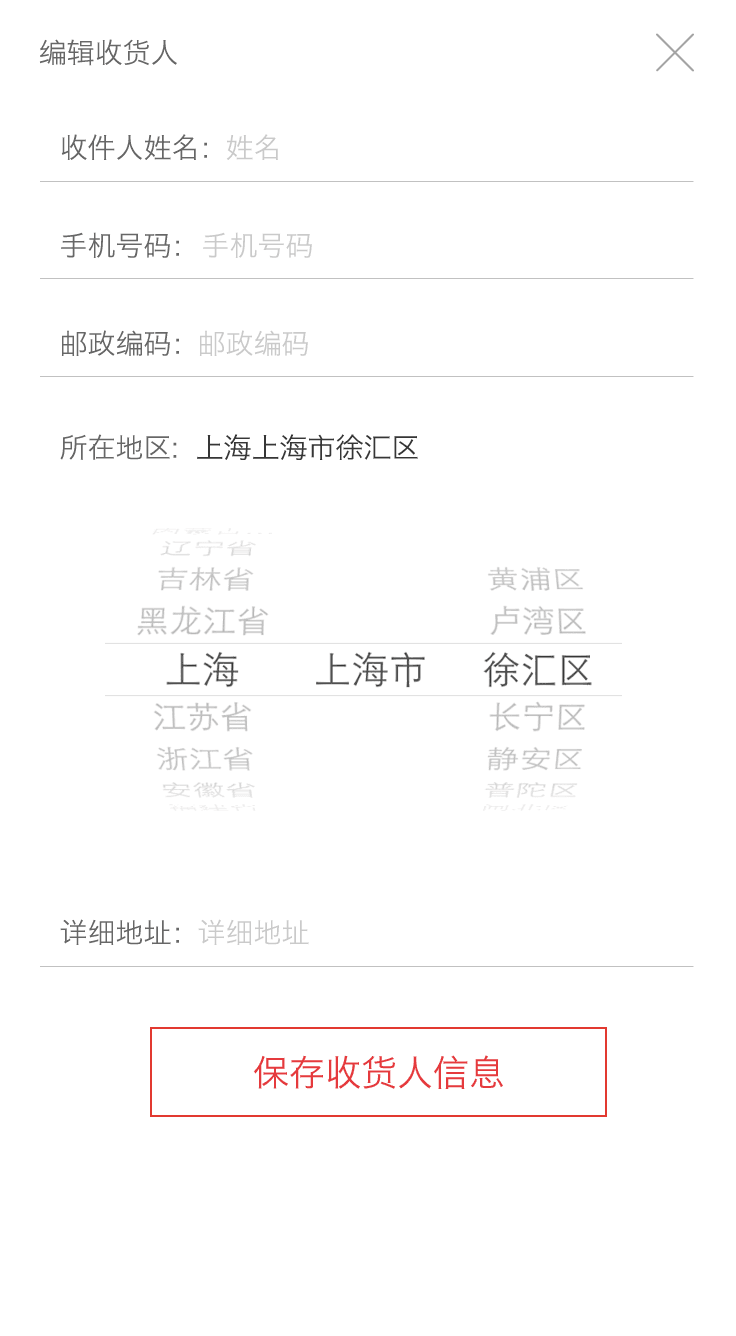 编辑收货人
收件人姓名：姓名
手机号码：手机号码
邮政编码：邮政编码
所在地区: 上海上海市徐汇区
辽宁省
吉林省 黄浦区
黑龙江省 卢湾区
上海 上海市 徐汇区
江苏省 长宁区
浙江省 静安区
安徽省 普陀区
详细地址：详细地址
保存收货人信息